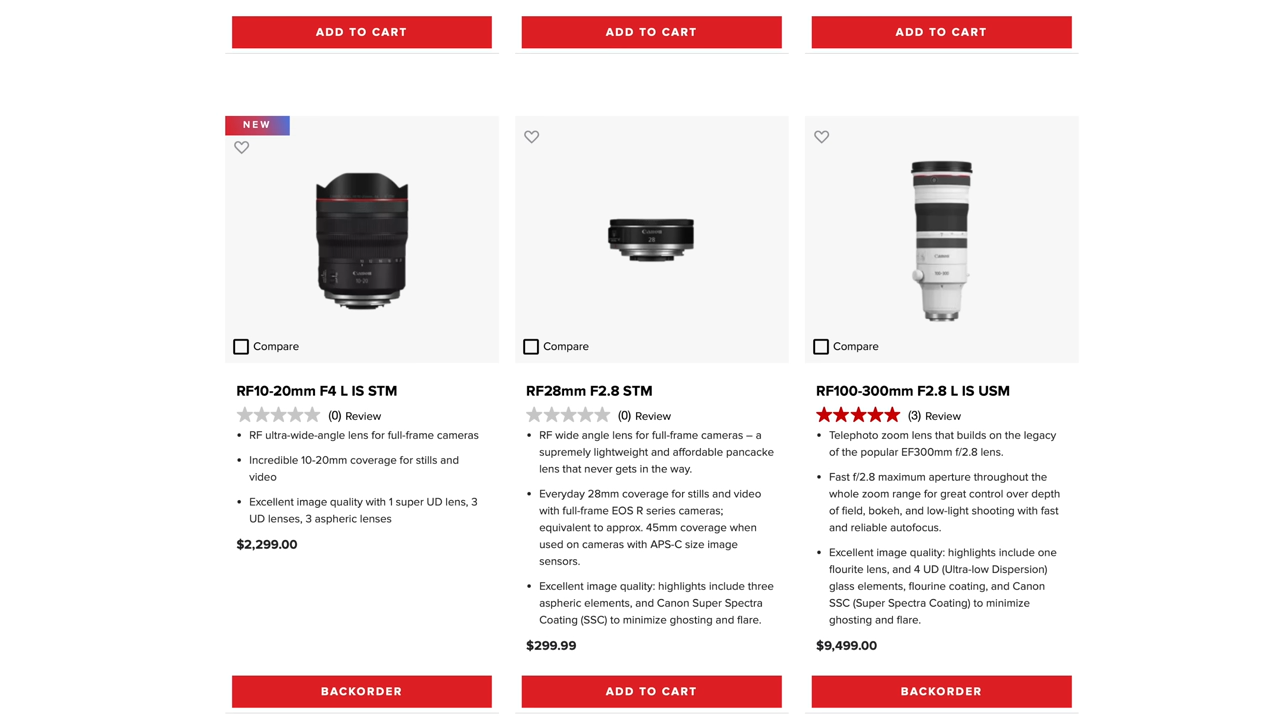 ADD TO CART
ADD TO CART
ADD TO CART
NEW
Canon
10-20
Compare
RF10-20mm F4 L IS STM
(0) Review
• RF ultra-wide-angle lens for full-frame cameras
• Incredible 10-20mm coverage for stills and
video
• Excellent image quality with 1 super UD lens, 3
UD lenses, 3 aspheric lenses
$2,299.00
BACKORDER
Canon
28
Compare
RF28mm F2.8 STM
(0) Review
• RF wide angle lens for full-frame cameras – a
supremely lightweight and affordable pancacke
lens that never gets in the way.
• Everyday 28mm coverage for stills and video
with full-frame EOS R series cameras;
equivalent to approx. 45mm coverage when
used on cameras with APS-C size image
sensors.
• Excellent image quality: highlights include three
aspheric elements, and Canon Super Spectra
Coating (SSC) to minimize ghosting and flare.
$299.99
ADD TO CART
Canon
100-300
Compare
RF100-300mm F2.8 L IS USM
(3) Review
• Telephoto zoom lens that builds on the legacy
of the popular EF300mm f/2.8 lens.
• Fast f/2.8 maximum aperture throughout the
whole zoom range for great control over depth
of field, bokeh, and low-light shooting with fast
and reliable autofocus.
• Excellent image quality: highlights include one
flourite lens, and 4 UD (Ultra-low Dispersion)
glass elements, flourine coating, and Canon
SSC (Super Spectra Coating) to minimize
ghosting and flare.
$9,499.00
BACKORDER